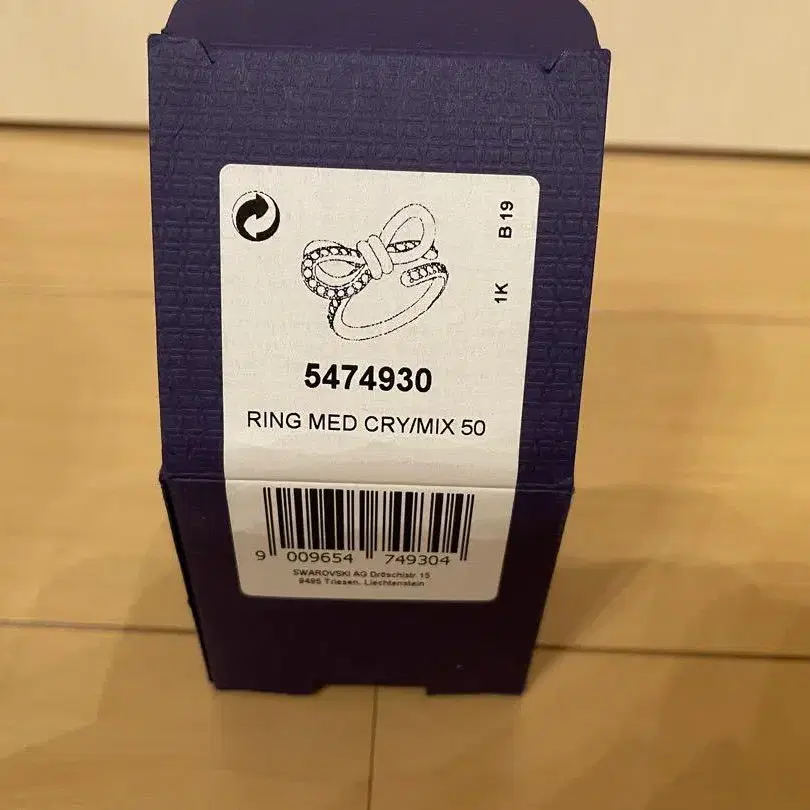 B 19
1K
5474930
RING MED CRY/MIX 50
9 009654 749304
SWAROVSKI AG Dröschistr 15
9495 Triesen, Liechtenstein